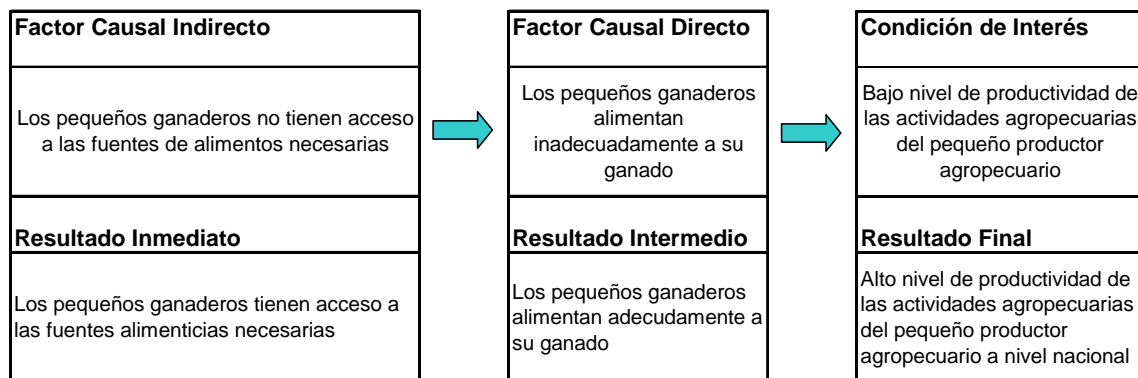 Factor Causal Indirecto
Los pequeños ganaderos no tienen acceso
a las fuentes de alimentos necesarias
Resultado Inmediato
Los pequeños ganaderos tienen acceso a
las fuentes alimenticias necesarias
Factor Causal Directo
Los pequeños ganaderos
alimentan
inadecuadamente a su
ganado
Resultado Intermedio
Los pequeños ganaderos
alimentan adecudamente a
su ganado
Condición de Interés
Bajo nivel de productividad de
las actividades agropecuarias
del pequeño productor
agropecuario
Resultado Final
Alto nivel de productividad de
las actividades agropecuarias
del pequeño productor
agropecuario a nivel nacional